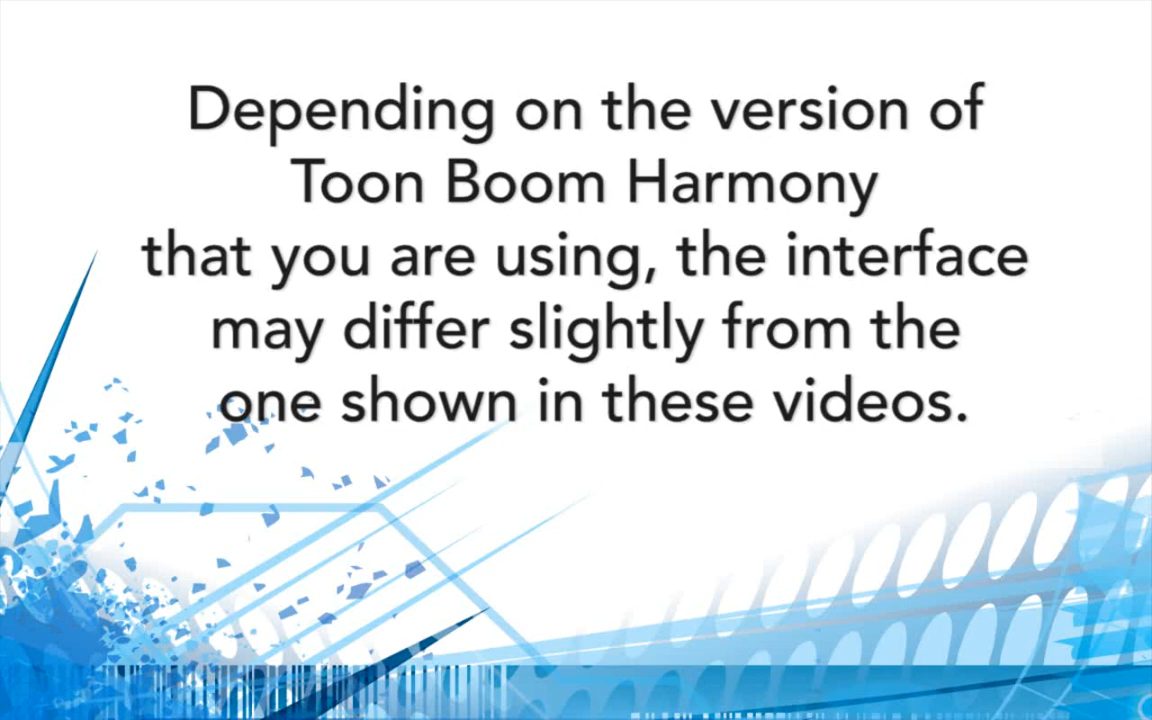 Depending on the version of
Toon Boom Harmony
that you are using, the interface
may differ slightly from the
one shown in these videos.